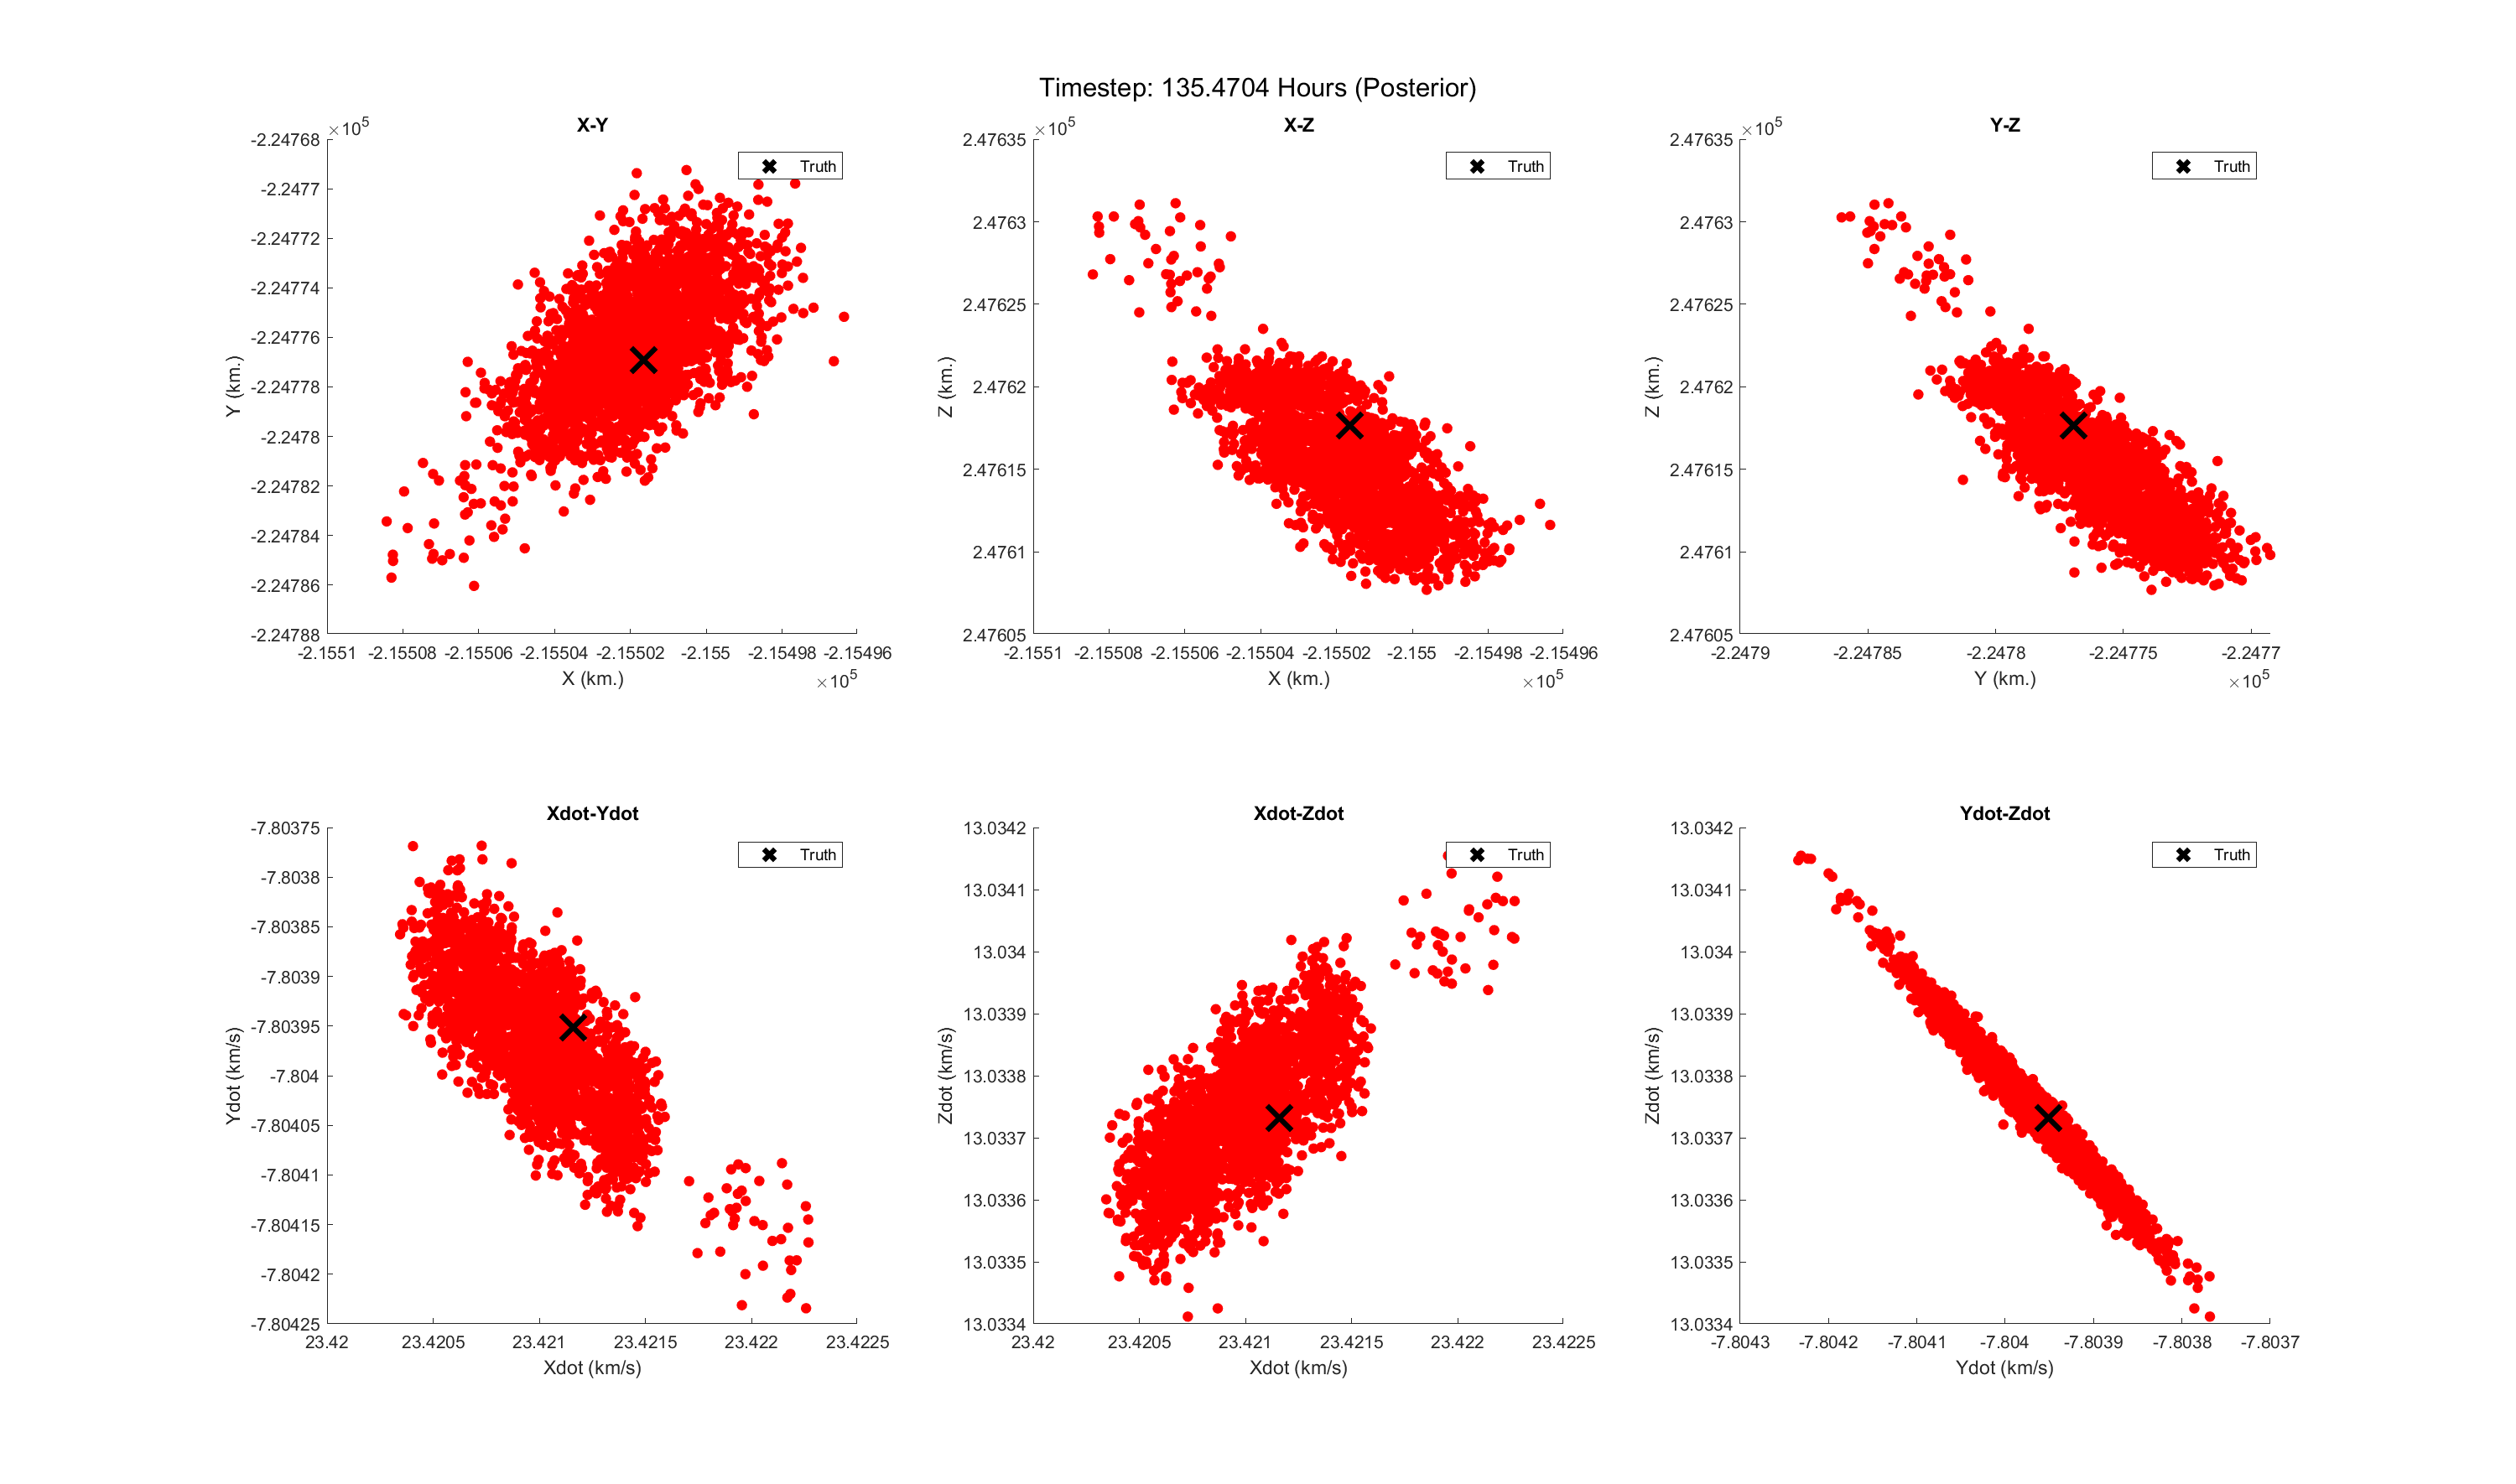 Timestep: 135.4704 Hours (Posterior)
X-Y
×10^5
-2.24768
-2.2477
-2.24772
-2.24774
-2.24776
-2.24778
-2.2478
-2.24782
-2.24784
-2.24786
-2.24788
Y (km.)
Truth
-2.1551 -2.15508 -2.15506 -2.15504 -2.15502 -2.155 -2.15498 -2.15496
X (km.)
×10^5
X-Z
×10^5
2.47635
2.4763
2.47625
2.4762
2.47615
2.4761
2.47605
Z (km.)
Truth
-2.1551 -2.15508 -2.15506 -2.15504 -2.15502 -2.155 -2.15498 -2.15496
X (km.)
×10^5
Y-Z
×10^5
2.47635
2.4763
2.47625
2.4762
2.47615
2.4761
2.47605
Z (km.)
Truth
-2.2479 -2.24785 -2.2478 -2.24775 -2.2477
Y (km.)
×10^5
Xdot-Ydot
-7.80375
-7.8038
-7.80385
-7.8039
-7.80395
-7.804
-7.80405
-7.8041
-7.80415
-7.8042
-7.80425
Ydot (km/s)
Truth
23.42 23.4205 23.421 23.4215 23.422 23.4225
Xdot (km/s)
Xdot-Zdot
13.0342
13.0341
13.034
13.0339
13.0338
13.0337
13.0336
13.0335
13.0334
Zdot (km/s)
Truth
23.42 23.4205 23.421 23.4215 23.422 23.4225
Xdot (km/s)
Ydot-Zdot
13.0342
13.0341
13.034
13.0339
13.0338
13.0337
13.0336
13.0335
13.0334
Zdot (km/s)
Truth
-7.8043 -7.8042 -7.8041 -7.804 -7.8039 -7.8038 -7.8037
Ydot (km/s)